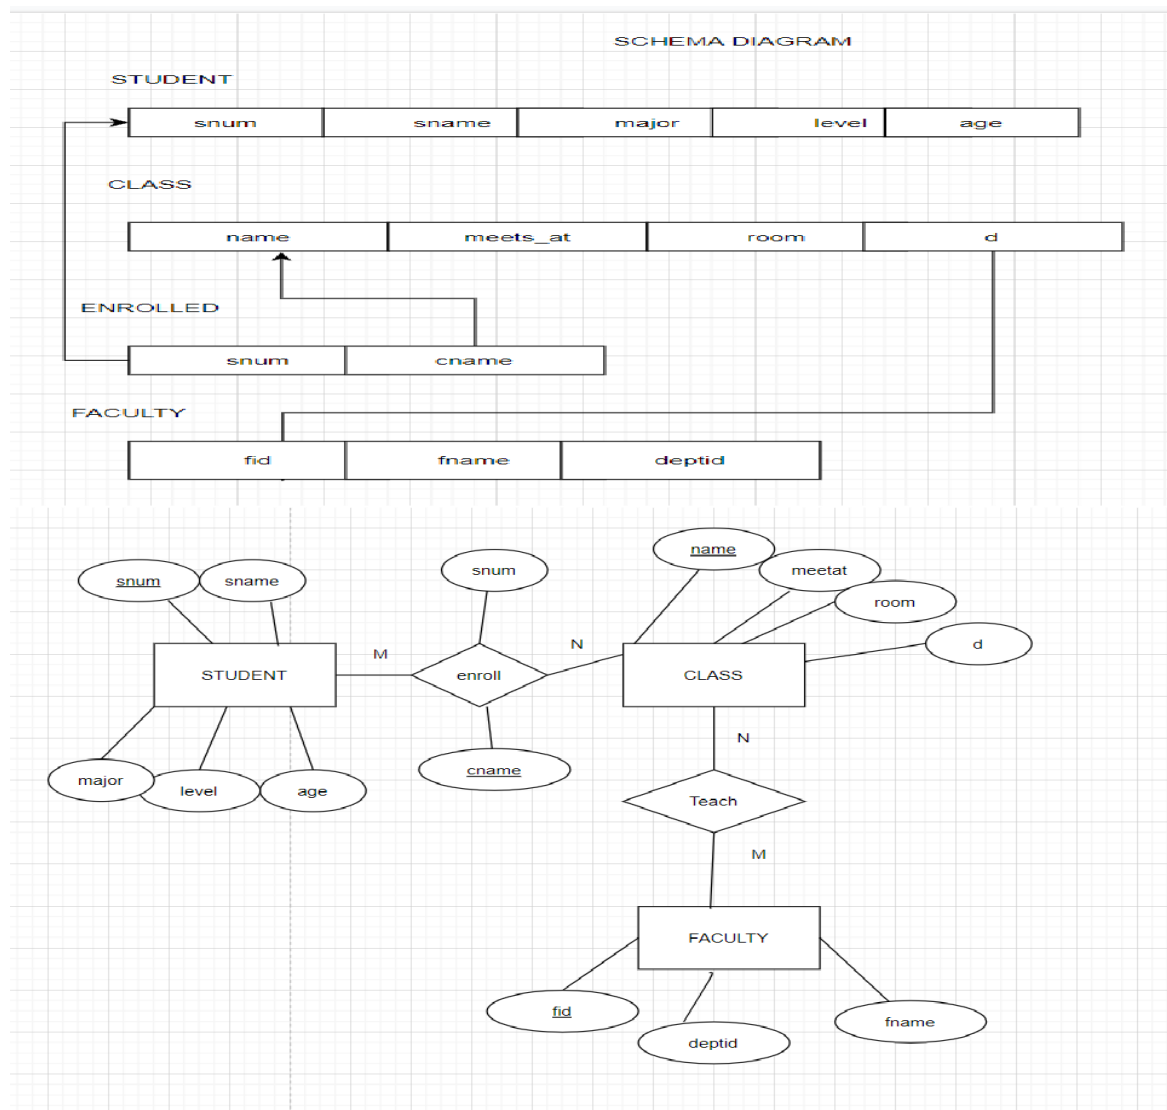 SCHEMA DIAGRAM
STUDENT
snum sname major level age
CLASS
name meets_at room d
ENROLLED
snum cname
FACULTY
fid fname deptid
name
snum
meetat
snum sname
room
N
d
M
STUDENT
enroll
CLASS
N
cname
major
level
age
Teach
M
FACULTY
fid
fname
deptid